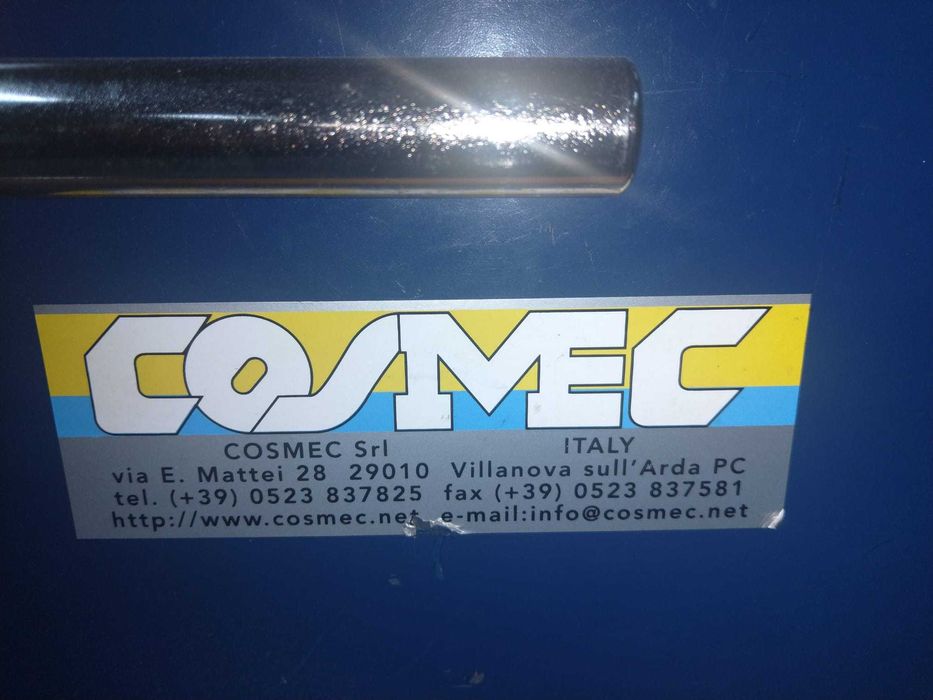 COSMEC
COSMEC Srl ITALY
via E. Mattei 28 29010 Villanova sull'Arda PC
tel. (+39) 0523 837825 fax (+39) 0523 837581
http://www.cosmec.net e-mail:info@cosmec.net